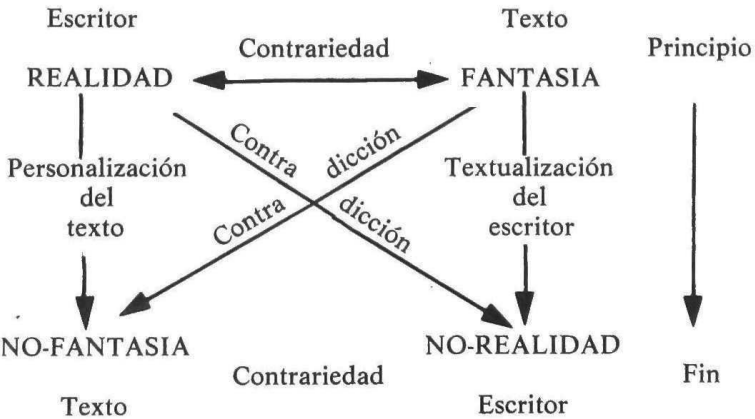 Escritor
Texto
Contrariedad
Principio
REALIDAD
FANTASIA
Contra dicción
Contra dicción
Personalización
del
texto
Textualización
del
escritor
NO-FANTASIA
NO-REALIDAD
Contrariedad
Fin
Texto
Escritor